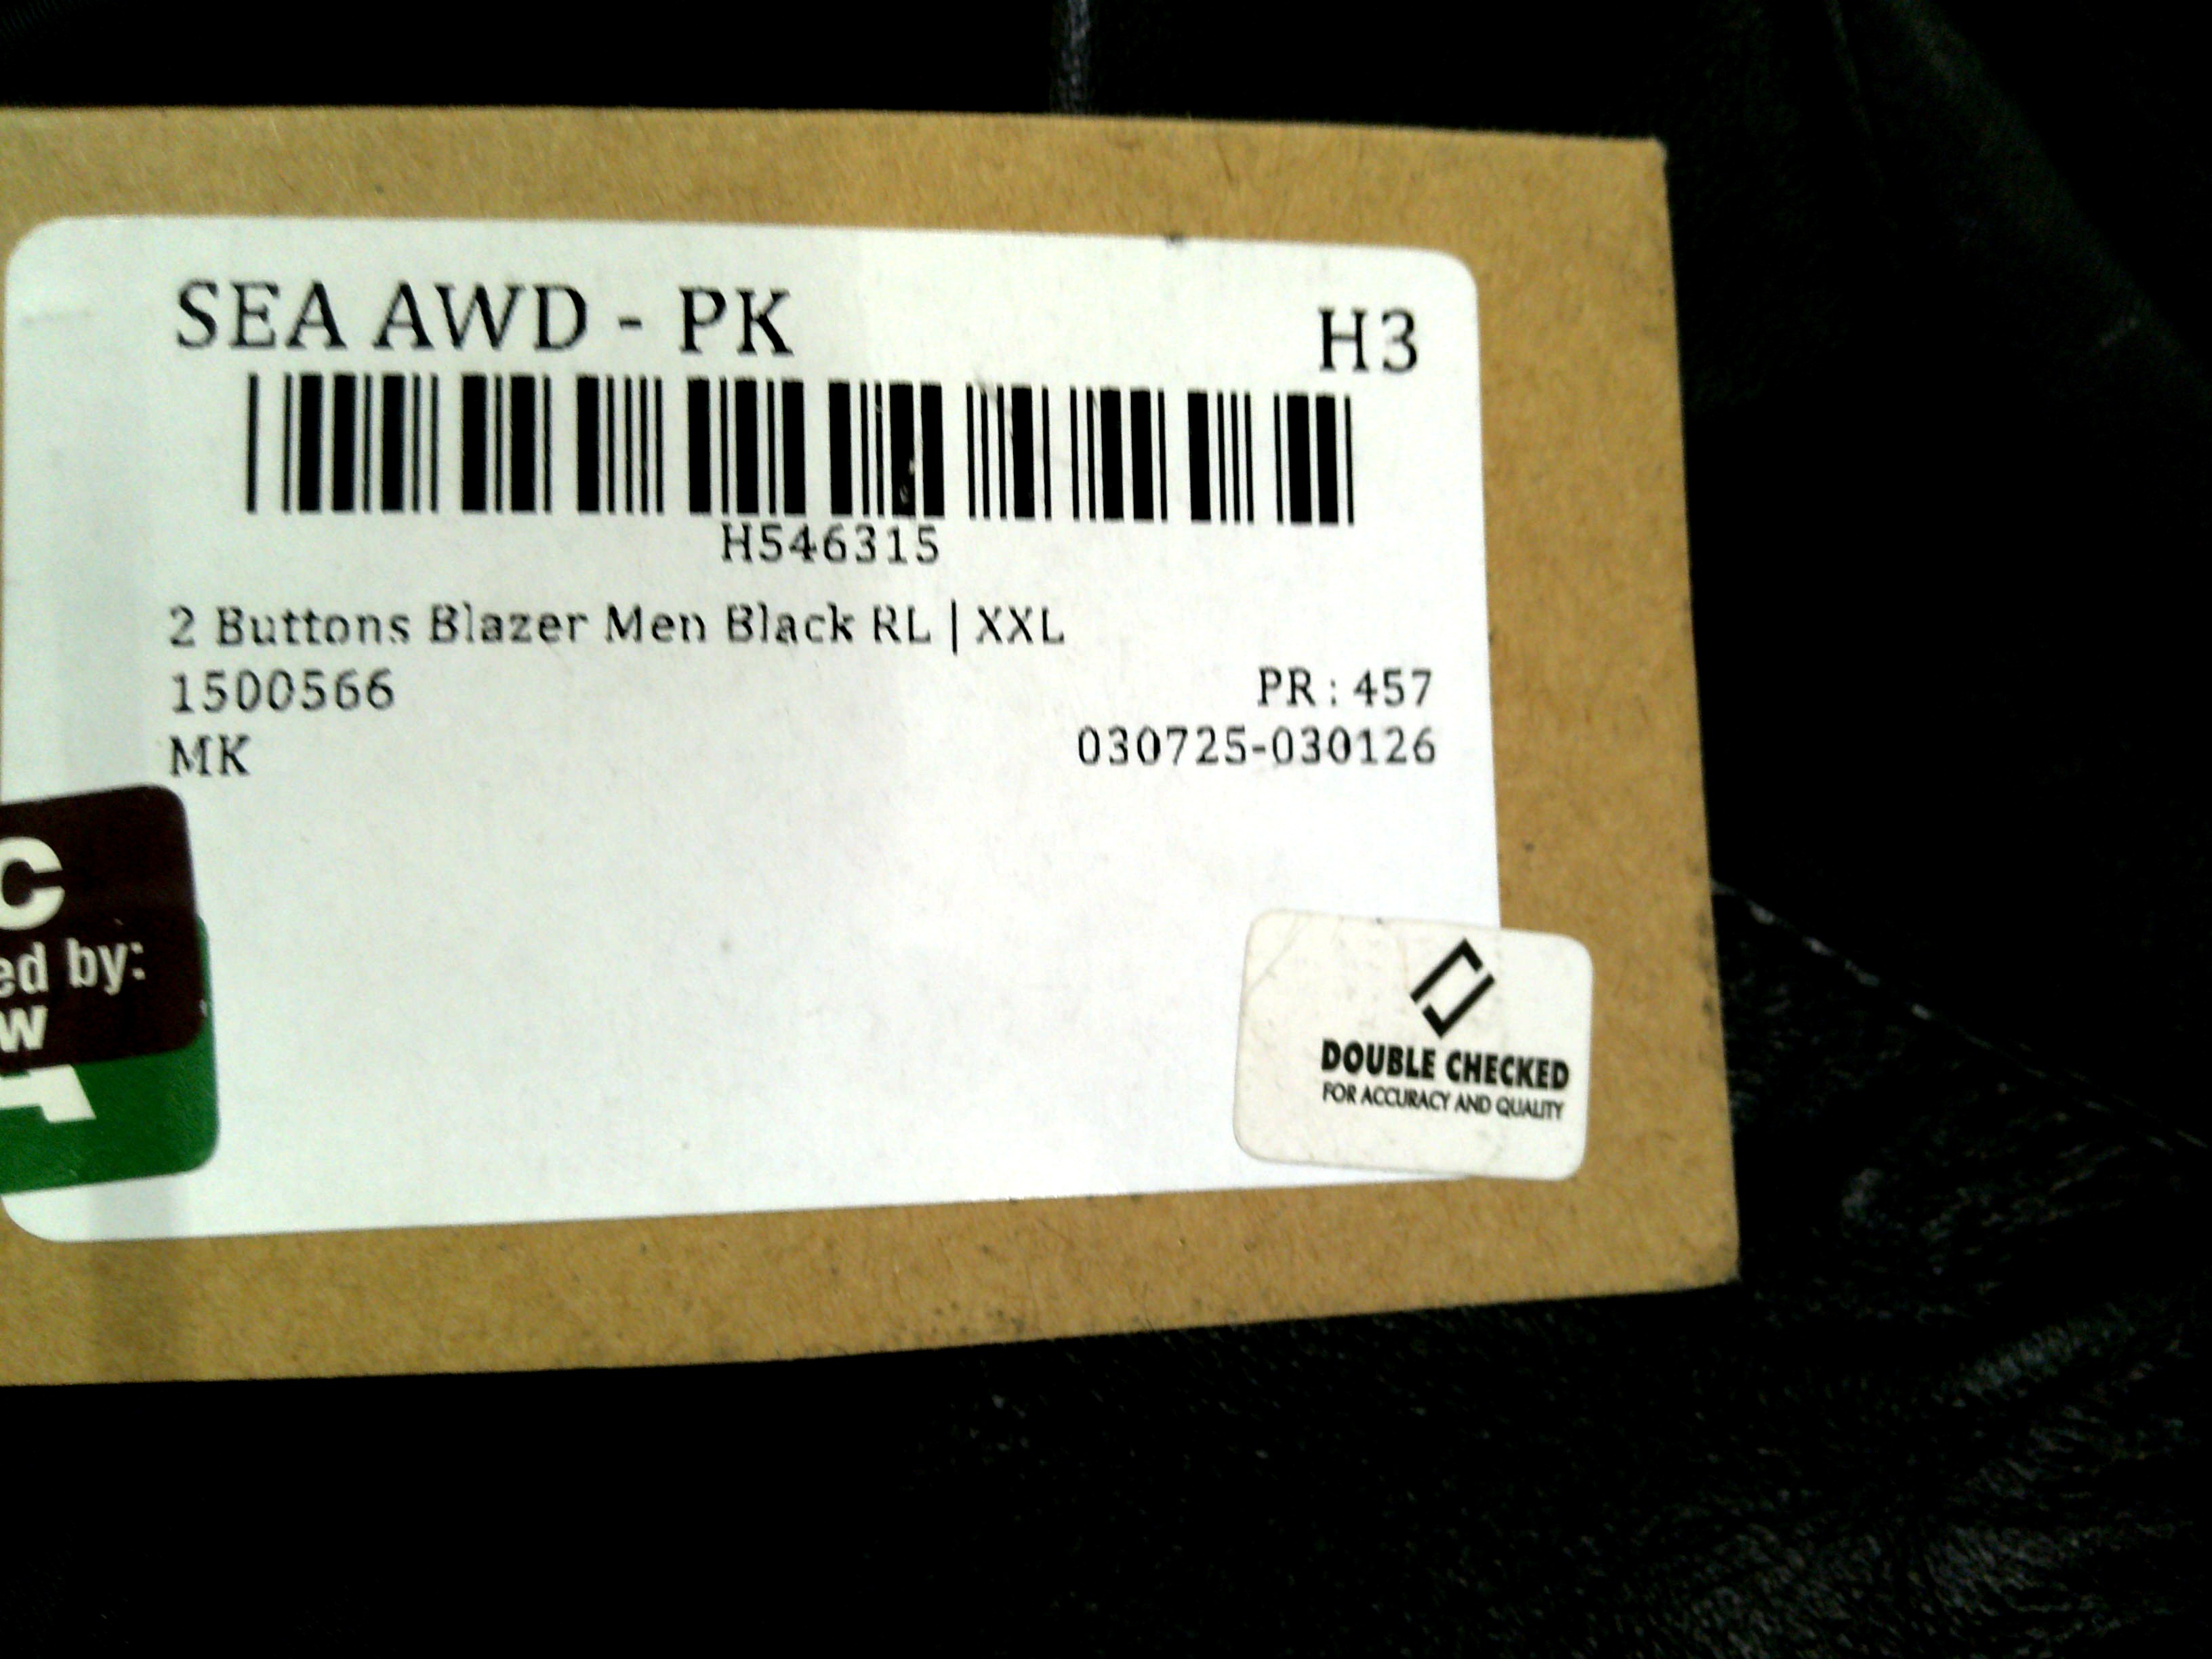 SEA AWD - PK
H3
H546315
2 Buttons Blazer Men Black RL | XXL
1500566
PR : 457
MK
030725-030126
C
ed by:
W
A
DOUBLE CHECKED
FOR ACCURACY AND QUALITY